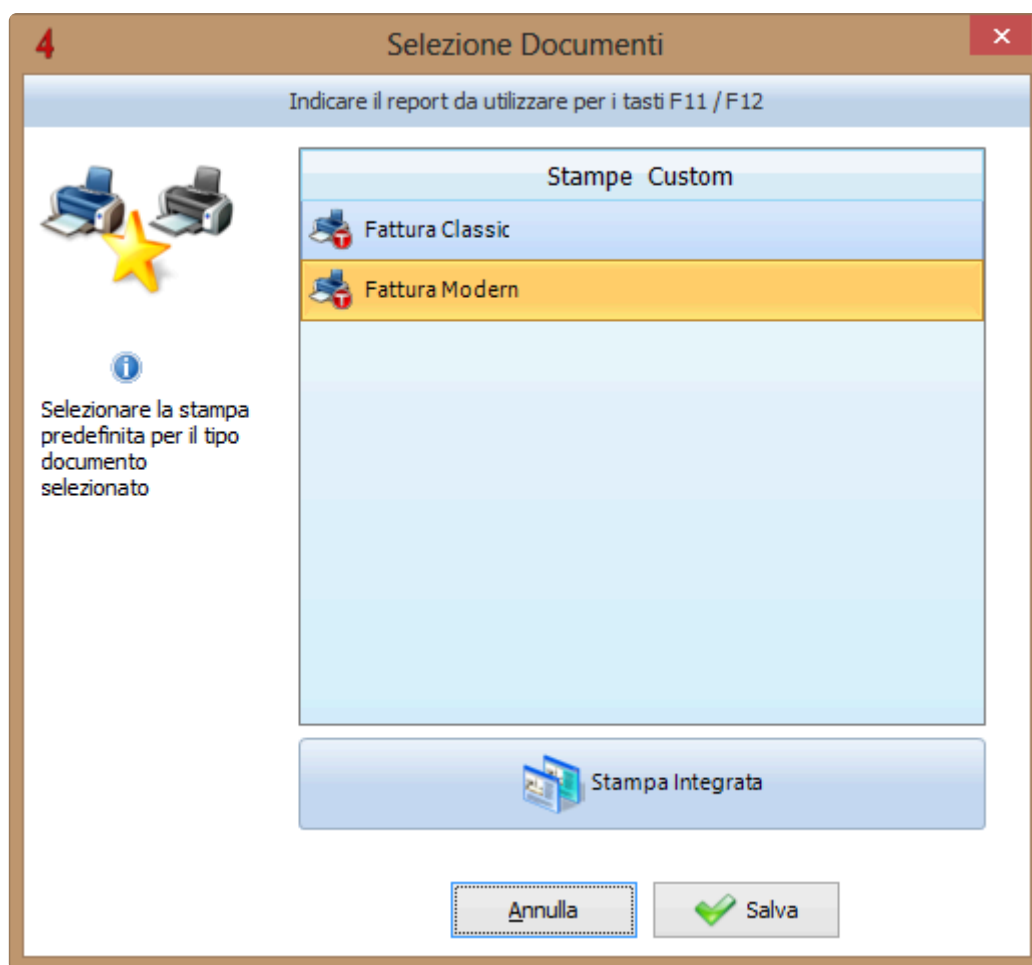 4
Selezione Documenti
Indicare il report da utilizzare per i tasti F11 / F12
Stampe Custom
Fattura Classic
Fattura Modern
Selezionare la stampa
predefinita per il tipo
documento
selezionato
Stampa Integrata
Annulla
Salva